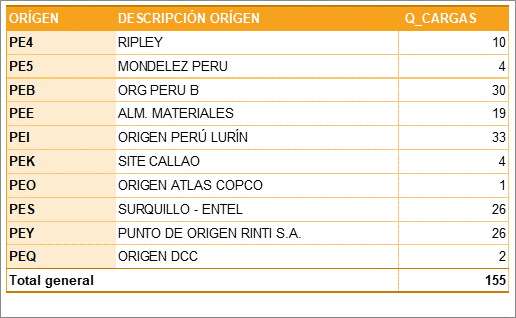 ORÍGEN DESCRIPCIÓN ORÍGEN Q_CARGAS
PE4 RIPLEY 10
PE5 MONDELEZ PERU 4
PEB ORG PERU B 30
PEE ALM. MATERIALES 19
PEI ORIGEN PERÚ LURÍN 33
PEK SITE CALLAO 4
PEO ORIGEN ATLAS COPCO 1
PES SURQUILLO - ENTEL 26
PEY PUNTO DE ORIGEN RINTI S.A. 26
PEQ ORIGEN DCC 2
Total general 155